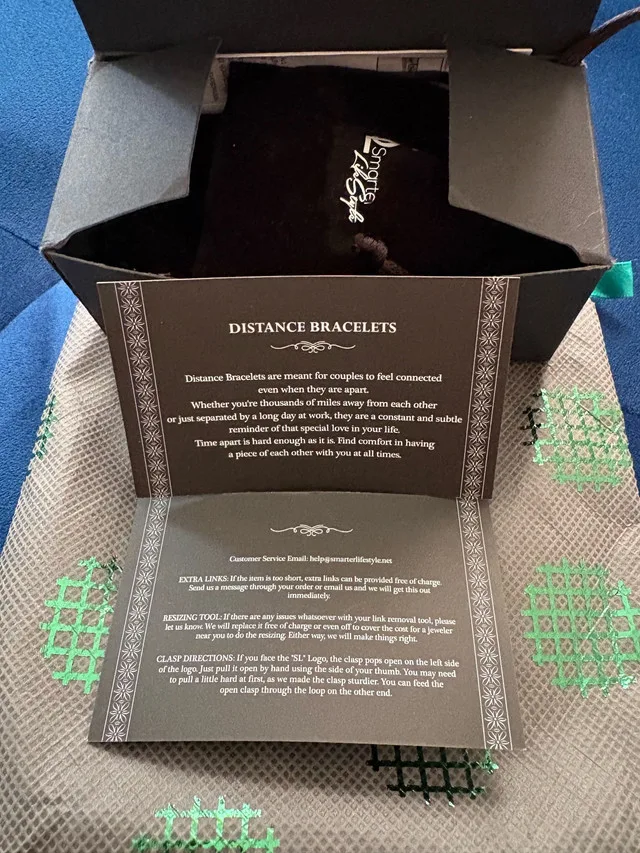 Smarter
LifeStyle
DISTANCE BRACELETS
Distance Bracelets are meant for couples to feel connected
even when they are apart.
Whether you're thousands of miles away from each other
or just separated by a long day at work, they are a constant and subtle
reminder of that special love in your life.
Time apart is hard enough as it is. Find comfort in having
a piece of each other with you at all times.
Customer Service Email: help@smarterlifestyle.net
EXTRA LINKS: If the item is too short, extra links can be provided free of charge.
Send us a message through your order or email us and we will get this out
immediately.
RESIZING TOOL: If there are any issues whatsoever with your link removal tool, please
let us know. We will replace it free of charge or even off to cover the cost for a jeweler
near you to do the resizing. Either way, we will make things right.
CLASP DIRECTIONS: If you face the "SL" Logo, the clasp pops open on the left side
of the logo. Just pull it open by hand using the side of your thumb. You may need
to pull a little hard at first, as we made the clasp sturdier. You can feed the
open clasp through the loop on the other end.